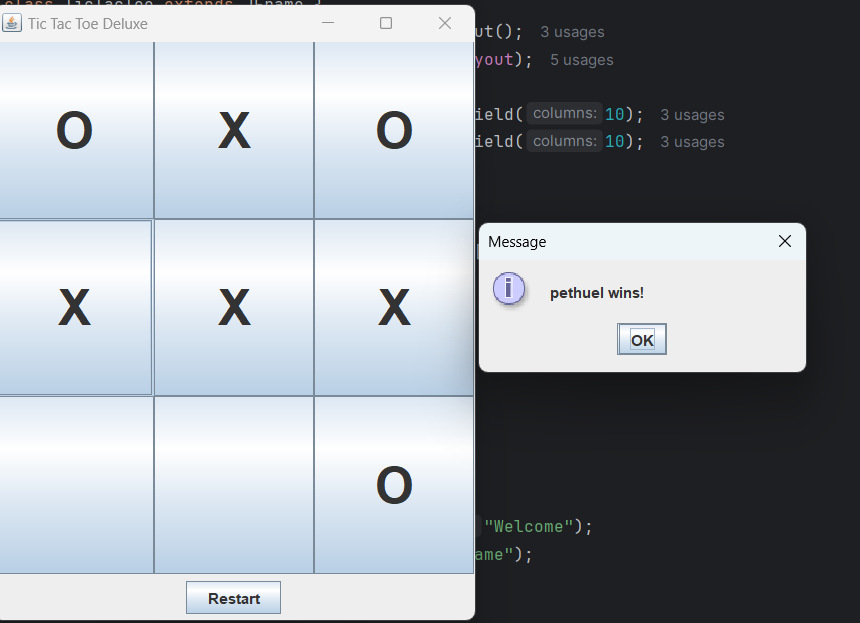 class TicTacToe extends JFrame {
Tic Tac Toe Deluxe
ut(); 3 usages
yout); 5 usages
ield( columns: 10); 3 usages
ield( columns: 10); 3 usages
O X O
X X X
O
Message
pethuel wins!
OK
"Welcome");
ame");
Restart